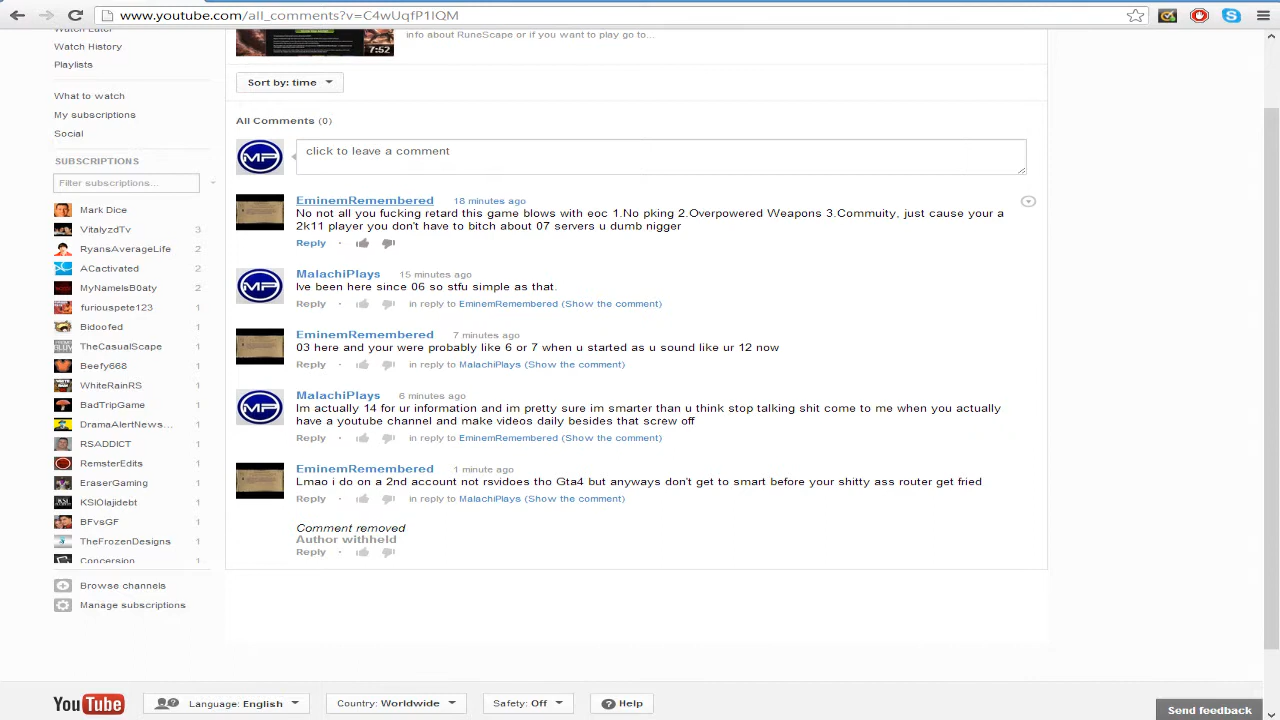 www.youtube.com/all_comments?v=C4wUqfP1IQM
info about RuneScape or if you want to play go to...
7:52
Playlists
Sort by: time
What to watch
My subscriptions
Social
All Comments (0)
MP
click to leave a comment
SUBSCRIPTIONS
Filter subscriptions...
Mark Dice
VitalyzdTv 3
RyansAverageLife 2
ACactivated 2
MyNameIsB0aty 2
furiouspete123 1
Bidoofed 1
TheCasualScape 1
Beefy668 1
WhiteRainRS 1
BadTripGame 1
DramaAlertNews... 1
RSADDICT 1
RemsterEdits 1
EraserGaming 1
KSIOlajidebt 1
BFvsGF 1
TheFrozenDesigns 1
Concersion 1
Browse channels
Manage subscriptions
EminemRemembered 18 minutes ago
No not all you fucking retard this game blows with eoc 1.No pking 2.Overpowered Weapons 3.Commuity, just cause your a
2k11 player you don't have to bitch about 07 servers u dumb nigger
Reply ·
MP
MalachiPlays 15 minutes ago
Ive been here since 06 so stfu simple as that.
Reply · in reply to EminemRemembered (Show the comment)
EminemRemembered 7 minutes ago
03 here and your were probably like 6 or 7 when u started as u sound like ur 12 now
Reply · in reply to MalachiPlays (Show the comment)
MP
MalachiPlays 6 minutes ago
Im actually 14 for ur information and im pretty sure im smarter than u think stop talking shit come to me when you actually
have a youtube channel and make videos daily besides that screw off
Reply · in reply to EminemRemembered (Show the comment)
EminemRemembered 1 minute ago
Lmao i do on a 2nd account not rsvidoes tho Gta4 but anyways don't get to smart before your shitty ass router get fried
Reply · in reply to MalachiPlays (Show the comment)
Comment removed
Author withheld
Reply ·
YouTube
Language: English
Country: Worldwide
Safety: Off
Help
Send feedback